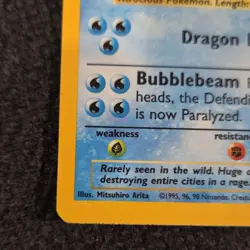 Atrocious Pokémon. Length:
Dragon
Bubblebeam
heads, the Defendi
is now Paralyzed.
weakness
resistan
Rarely seen in the wild. Huge a
destroying entire cities in a rage.
Illus. Mitsuhiro Arita ©1995, 96, 98 Nintendo, Creatu